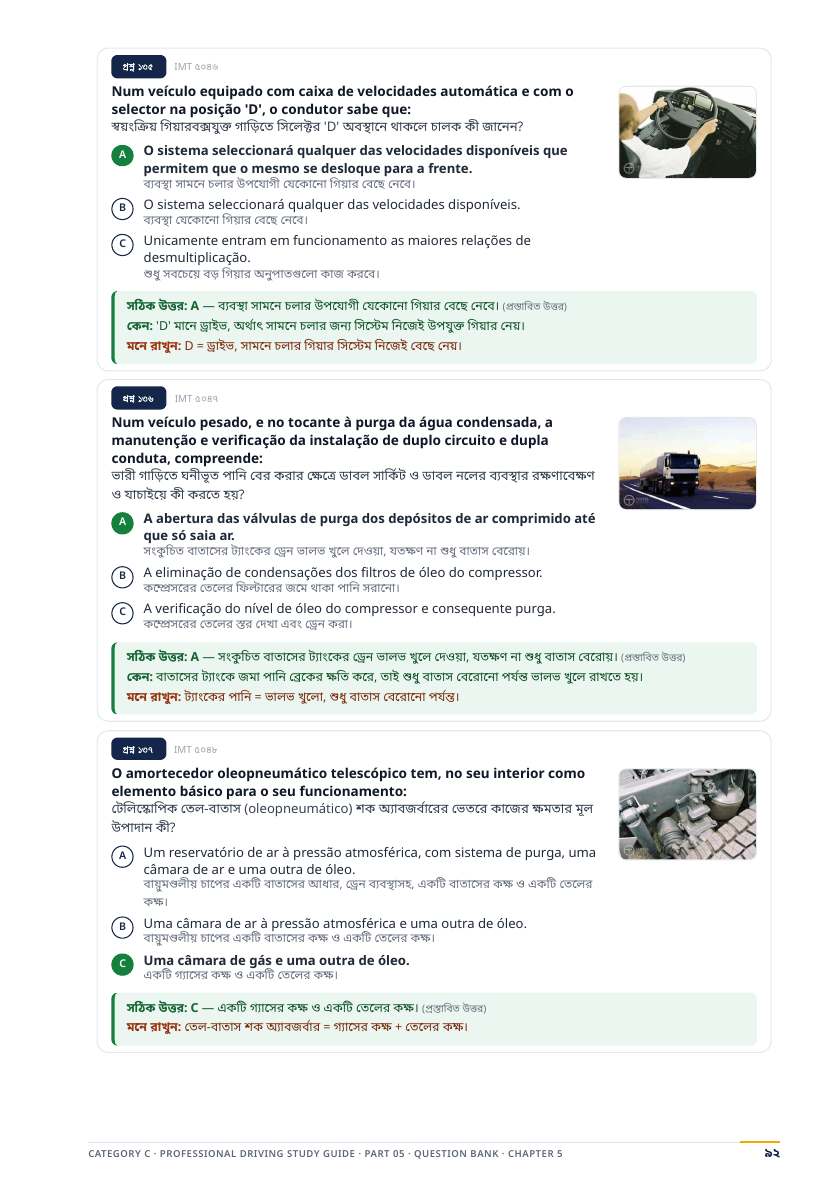 প্রশ্ন ১৩৫ IMT ৫০৪৬
Num veículo equipado com caixa de velocidades automática e com o
selector na posição 'D', o condutor sabe que:
স্বয়ংক্রিয় গিয়ারবক্সযুক্ত গাড়িতে সিলেক্টর 'D' অবস্থানে থাকলে চালক কী জানেন?
A O sistema seleccionará qualquer das velocidades disponíveis que
permitem que o mesmo se desloque para a frente.
ব্যবস্থা সামনে চলার উপযোগী যেকোনো গিয়ার বেছে নেবে।
B O sistema seleccionará qualquer das velocidades disponíveis.
ব্যবস্থা যেকোনো গিয়ার বেছে নেবে।
C Unicamente entram em funcionamento as maiores relações de
desmultiplicação.
শুধু সবচেয়ে বড় গিয়ার অনুপাতগুলো কাজ করবে।
সঠিক উত্তর: A — ব্যবস্থা সামনে চলার উপযোগী যেকোনো গিয়ার বেছে নেবে। (প্রস্তাবিত উত্তর)
কেন: 'D' মানে ড্রাইভ, অর্থাৎ সামনে চলার জন্য সিস্টেম নিজেই উপযুক্ত গিয়ার নেয়।
মনে রাখুন: D = ড্রাইভ, সামনে চলার গিয়ার সিস্টেম নিজেই বেছে নেয়।
প্রশ্ন ১৩৬ IMT ৫০৪৭
Num veículo pesado, e no tocante à purga da água condensada, a
manutenção e verificação da instalação de duplo circuito e dupla
conduta, compreende:
ভারী গাড়িতে ঘনীভূত পানি বের করার ক্ষেত্রে ডাবল সার্কিট ও ডাবল নলের ব্যবস্থার রক্ষণাবেক্ষণ
ও যাচাইয়ে কী করতে হয়?
A A abertura das válvulas de purga dos depósitos de ar comprimido até
que só saia ar.
সংকুচিত বাতাসের ট্যাংকের ড্রেন ভালভ খুলে দেওয়া, যতক্ষণ না শুধু বাতাস বেরোয়।
B A eliminação de condensações dos filtros de óleo do compressor.
কম্প্রেসরের তেলের ফিল্টারের জমে থাকা পানি সরানো।
C A verificação do nível de óleo do compressor e consequente purga.
কম্প্রেসরের তেলের স্তর দেখা এবং ড্রেন করা।
সঠিক উত্তর: A — সংকুচিত বাতাসের ট্যাংকের ড্রেন ভালভ খুলে দেওয়া, যতক্ষণ না শুধু বাতাস বেরোয়। (প্রস্তাবিত উত্তর)
কেন: বাতাসের ট্যাংকে জমা পানি ব্রেকের ক্ষতি করে, তাই শুধু বাতাস বেরোনো পর্যন্ত ভালভ খুলে রাখতে হয়।
মনে রাখুন: ট্যাংকের পানি = ভালভ খুলো, শুধু বাতাস বেরোনো পর্যন্ত।
প্রশ্ন ১৩৭ IMT ৫০৪৮
O amortecedor oleopneumático telescópico tem, no seu interior como
elemento básico para o seu funcionamento:
টেলিস্কোপিক তেল-বাতাস (oleopneumático) শক অ্যাবজর্বারের ভেতরে কাজের ক্ষমতার মূল
উপাদান কী?
A Um reservatório de ar à pressão atmosférica, com sistema de purga, uma
câmara de ar e uma outra de óleo.
বায়ুমণ্ডলীয় চাপের একটি বাতাসের আধার, ড্রেন ব্যবস্থাসহ, একটি বাতাসের কক্ষ ও একটি তেলের
কক্ষ।
B Uma câmara de ar à pressão atmosférica e uma outra de óleo.
বায়ুমণ্ডলীয় চাপের একটি বাতাসের কক্ষ ও একটি তেলের কক্ষ।
C Uma câmara de gás e uma outra de óleo.
একটি গ্যাসের কক্ষ ও একটি তেলের কক্ষ।
সঠিক উত্তর: C — একটি গ্যাসের কক্ষ ও একটি তেলের কক্ষ। (প্রস্তাবিত উত্তর)
মনে রাখুন: তেল-বাতাস শক অ্যাবজর্বার = গ্যাসের কক্ষ + তেলের কক্ষ।
CATEGORY C · PROFESSIONAL DRIVING STUDY GUIDE · PART 05 · QUESTION BANK · CHAPTER 5 ৯২